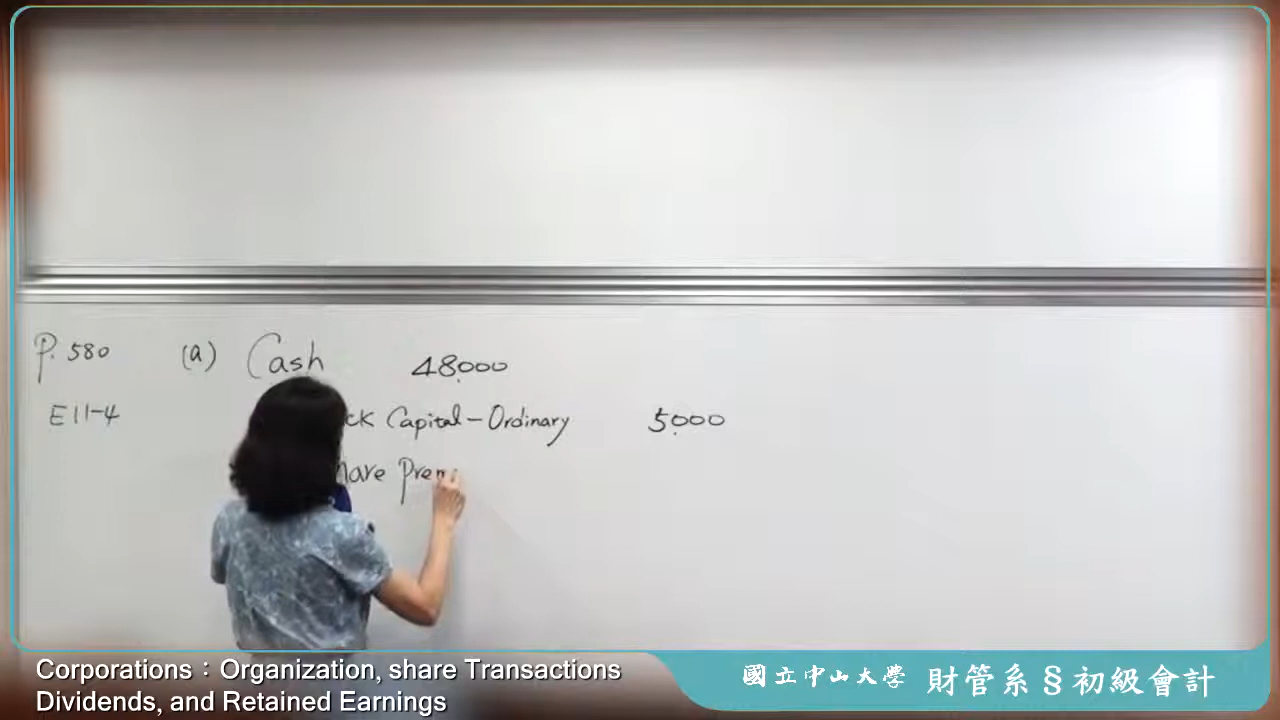 P. 580 (a) Cash 48,000
E11-4 ck Capital-Ordinary 5,000
hare Prem
Corporations：Organization, share Transactions
Dividends, and Retained Earnings
國立中山大學 財管系§初級會計